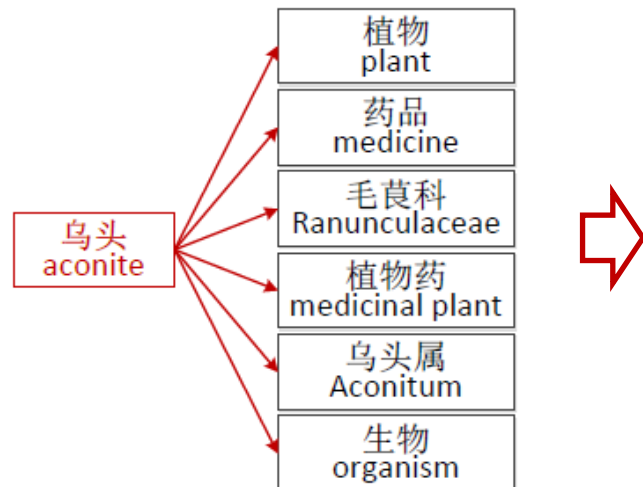 植物
plant
药品
medicine
毛茛科
Ranunculaceae
乌头
aconite
植物药
medicinal plant
乌头属
Aconitum
生物
organism